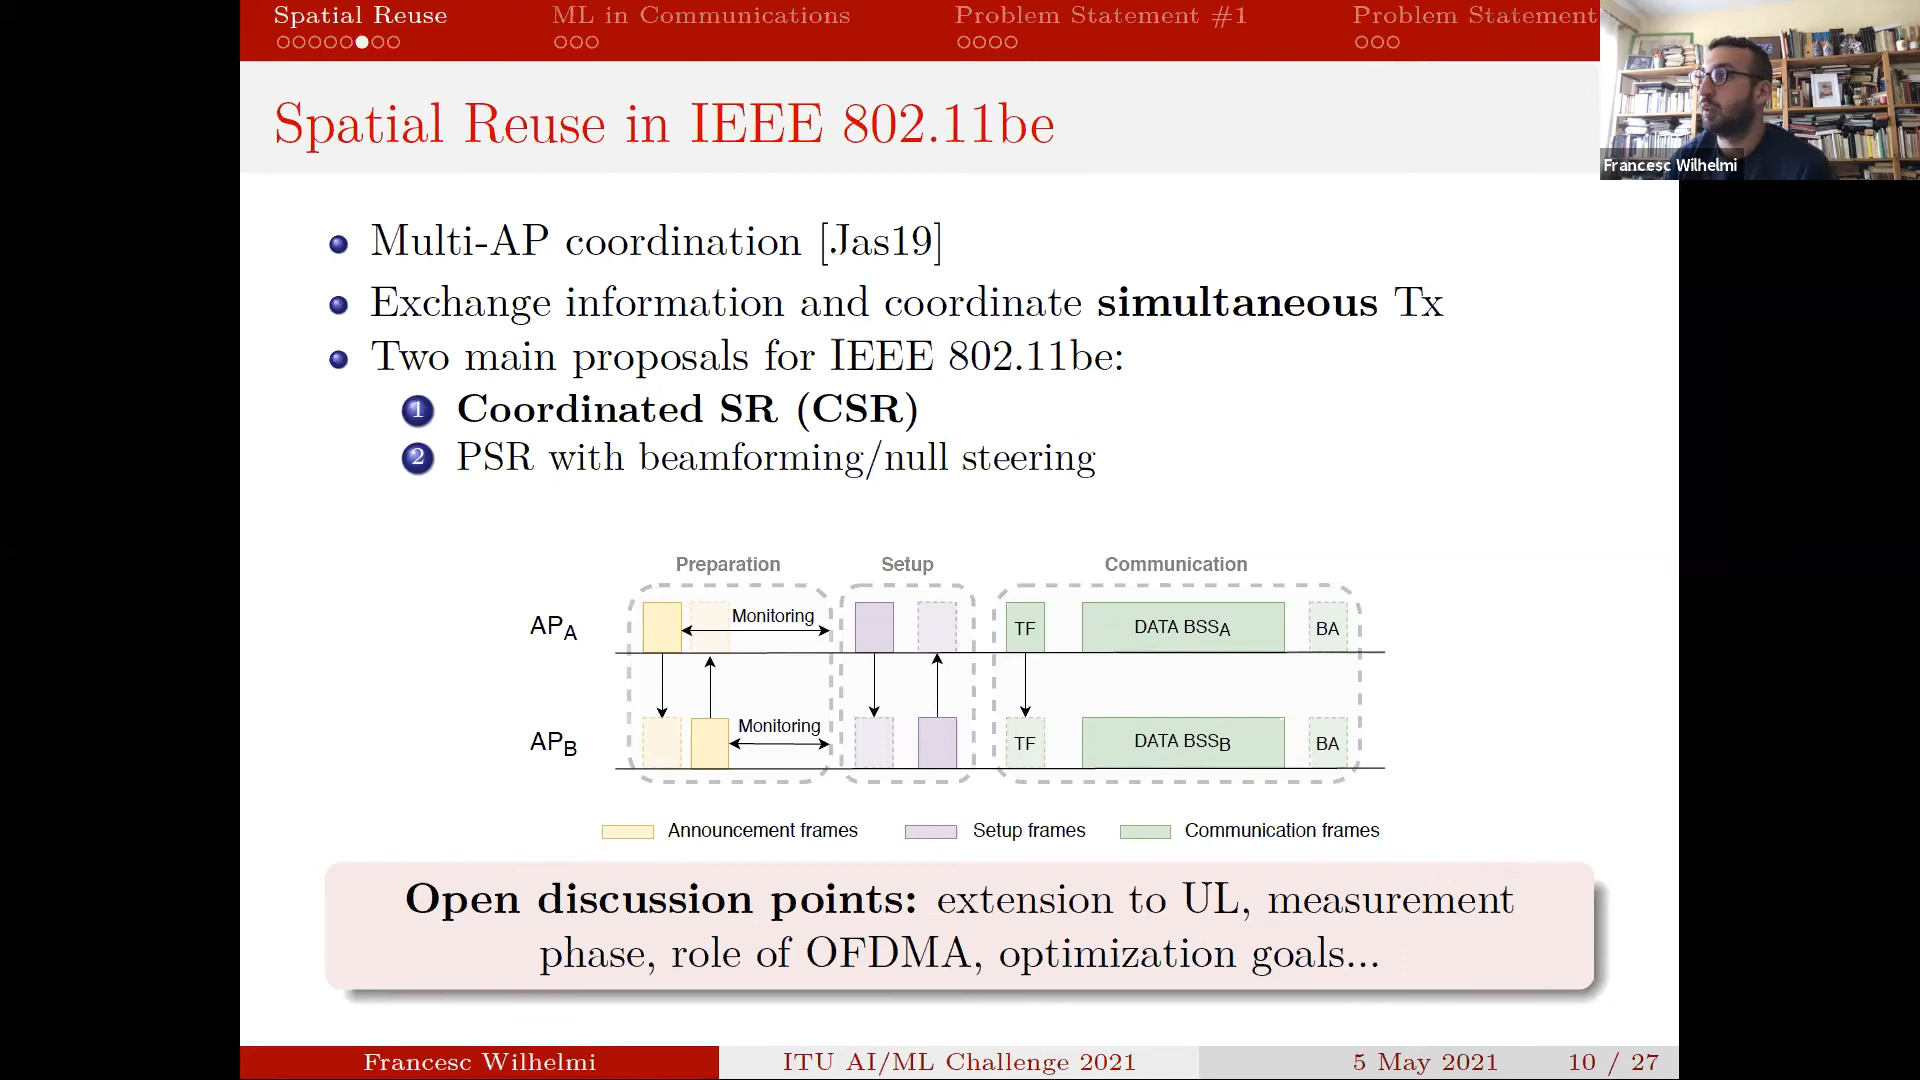 Spatial Reuse
ML in Communications
Problem Statement #1
Problem Statement
Spatial Reuse in IEEE 802.11be
Francesc Wilhelmi
Multi-AP coordination [Jas19]
Exchange information and coordinate simultaneous Tx
Two main proposals for IEEE 802.11be:
1 Coordinated SR (CSR)
2 PSR with beamforming/null steering
Preparation Setup Communication
APA Monitoring TF DATA BSSA BA
APB Monitoring TF DATA BSSB BA
Announcement frames Setup frames Communication frames
Open discussion points: extension to UL, measurement
phase, role of OFDMA, optimization goals...
Francesc Wilhelmi ITU AI/ML Challenge 2021 5 May 2021 10 / 27